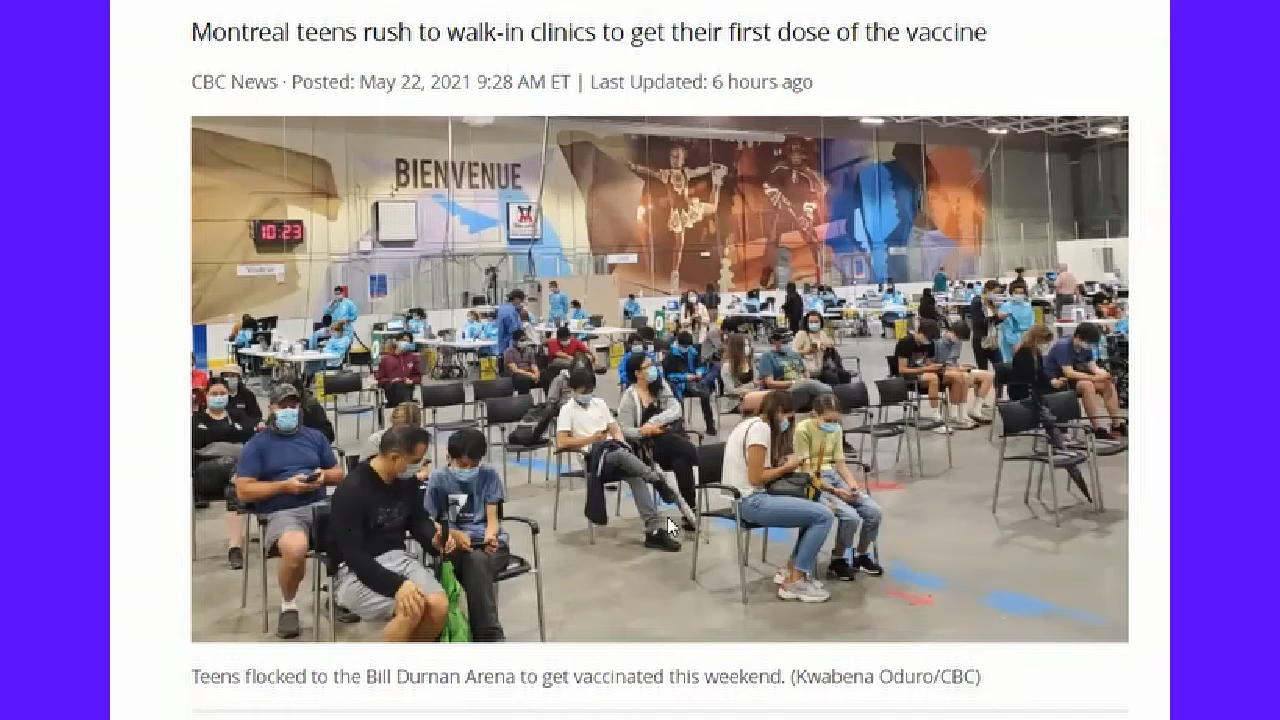 Montreal teens rush to walk-in clinics to get their first dose of the vaccine
CBC News · Posted: May 22, 2021 9:28 AM ET | Last Updated: 6 hours ago
BIENVENUE
10:23
Teens flocked to the Bill Durnan Arena to get vaccinated this weekend. (Kwabena Oduro/CBC)